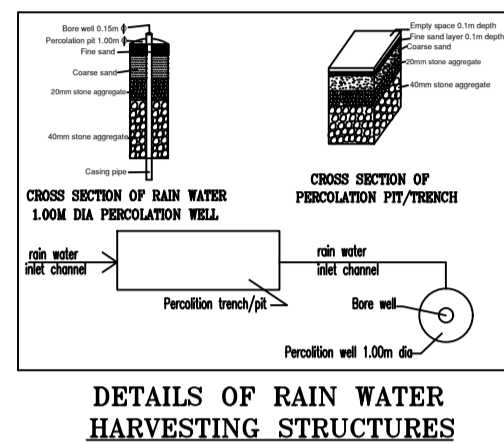 Bore well 0.15m ϕ
Percolation pit 1.00m ϕ
Fine sand
Coarse sand
20mm stone aggregate
40mm stone aggregate
Casing pipe
CROSS SECTION OF RAIN WATER
1.00M DIA PERCOLATION WELL
Empty space 0.1m depth
Fine sand layer 0.1m depth
Coarse sand
20mm stone aggregate
40mm stone aggregate
CROSS SECTION OF
PERCOLATION PIT/TRENCH
rain water
inlet channel
Percolition trench/pit
rain water
inlet channel
Bore well
Percolition well 1.00m dia
DETAILS OF RAIN WATER
HARVESTING STRUCTURES